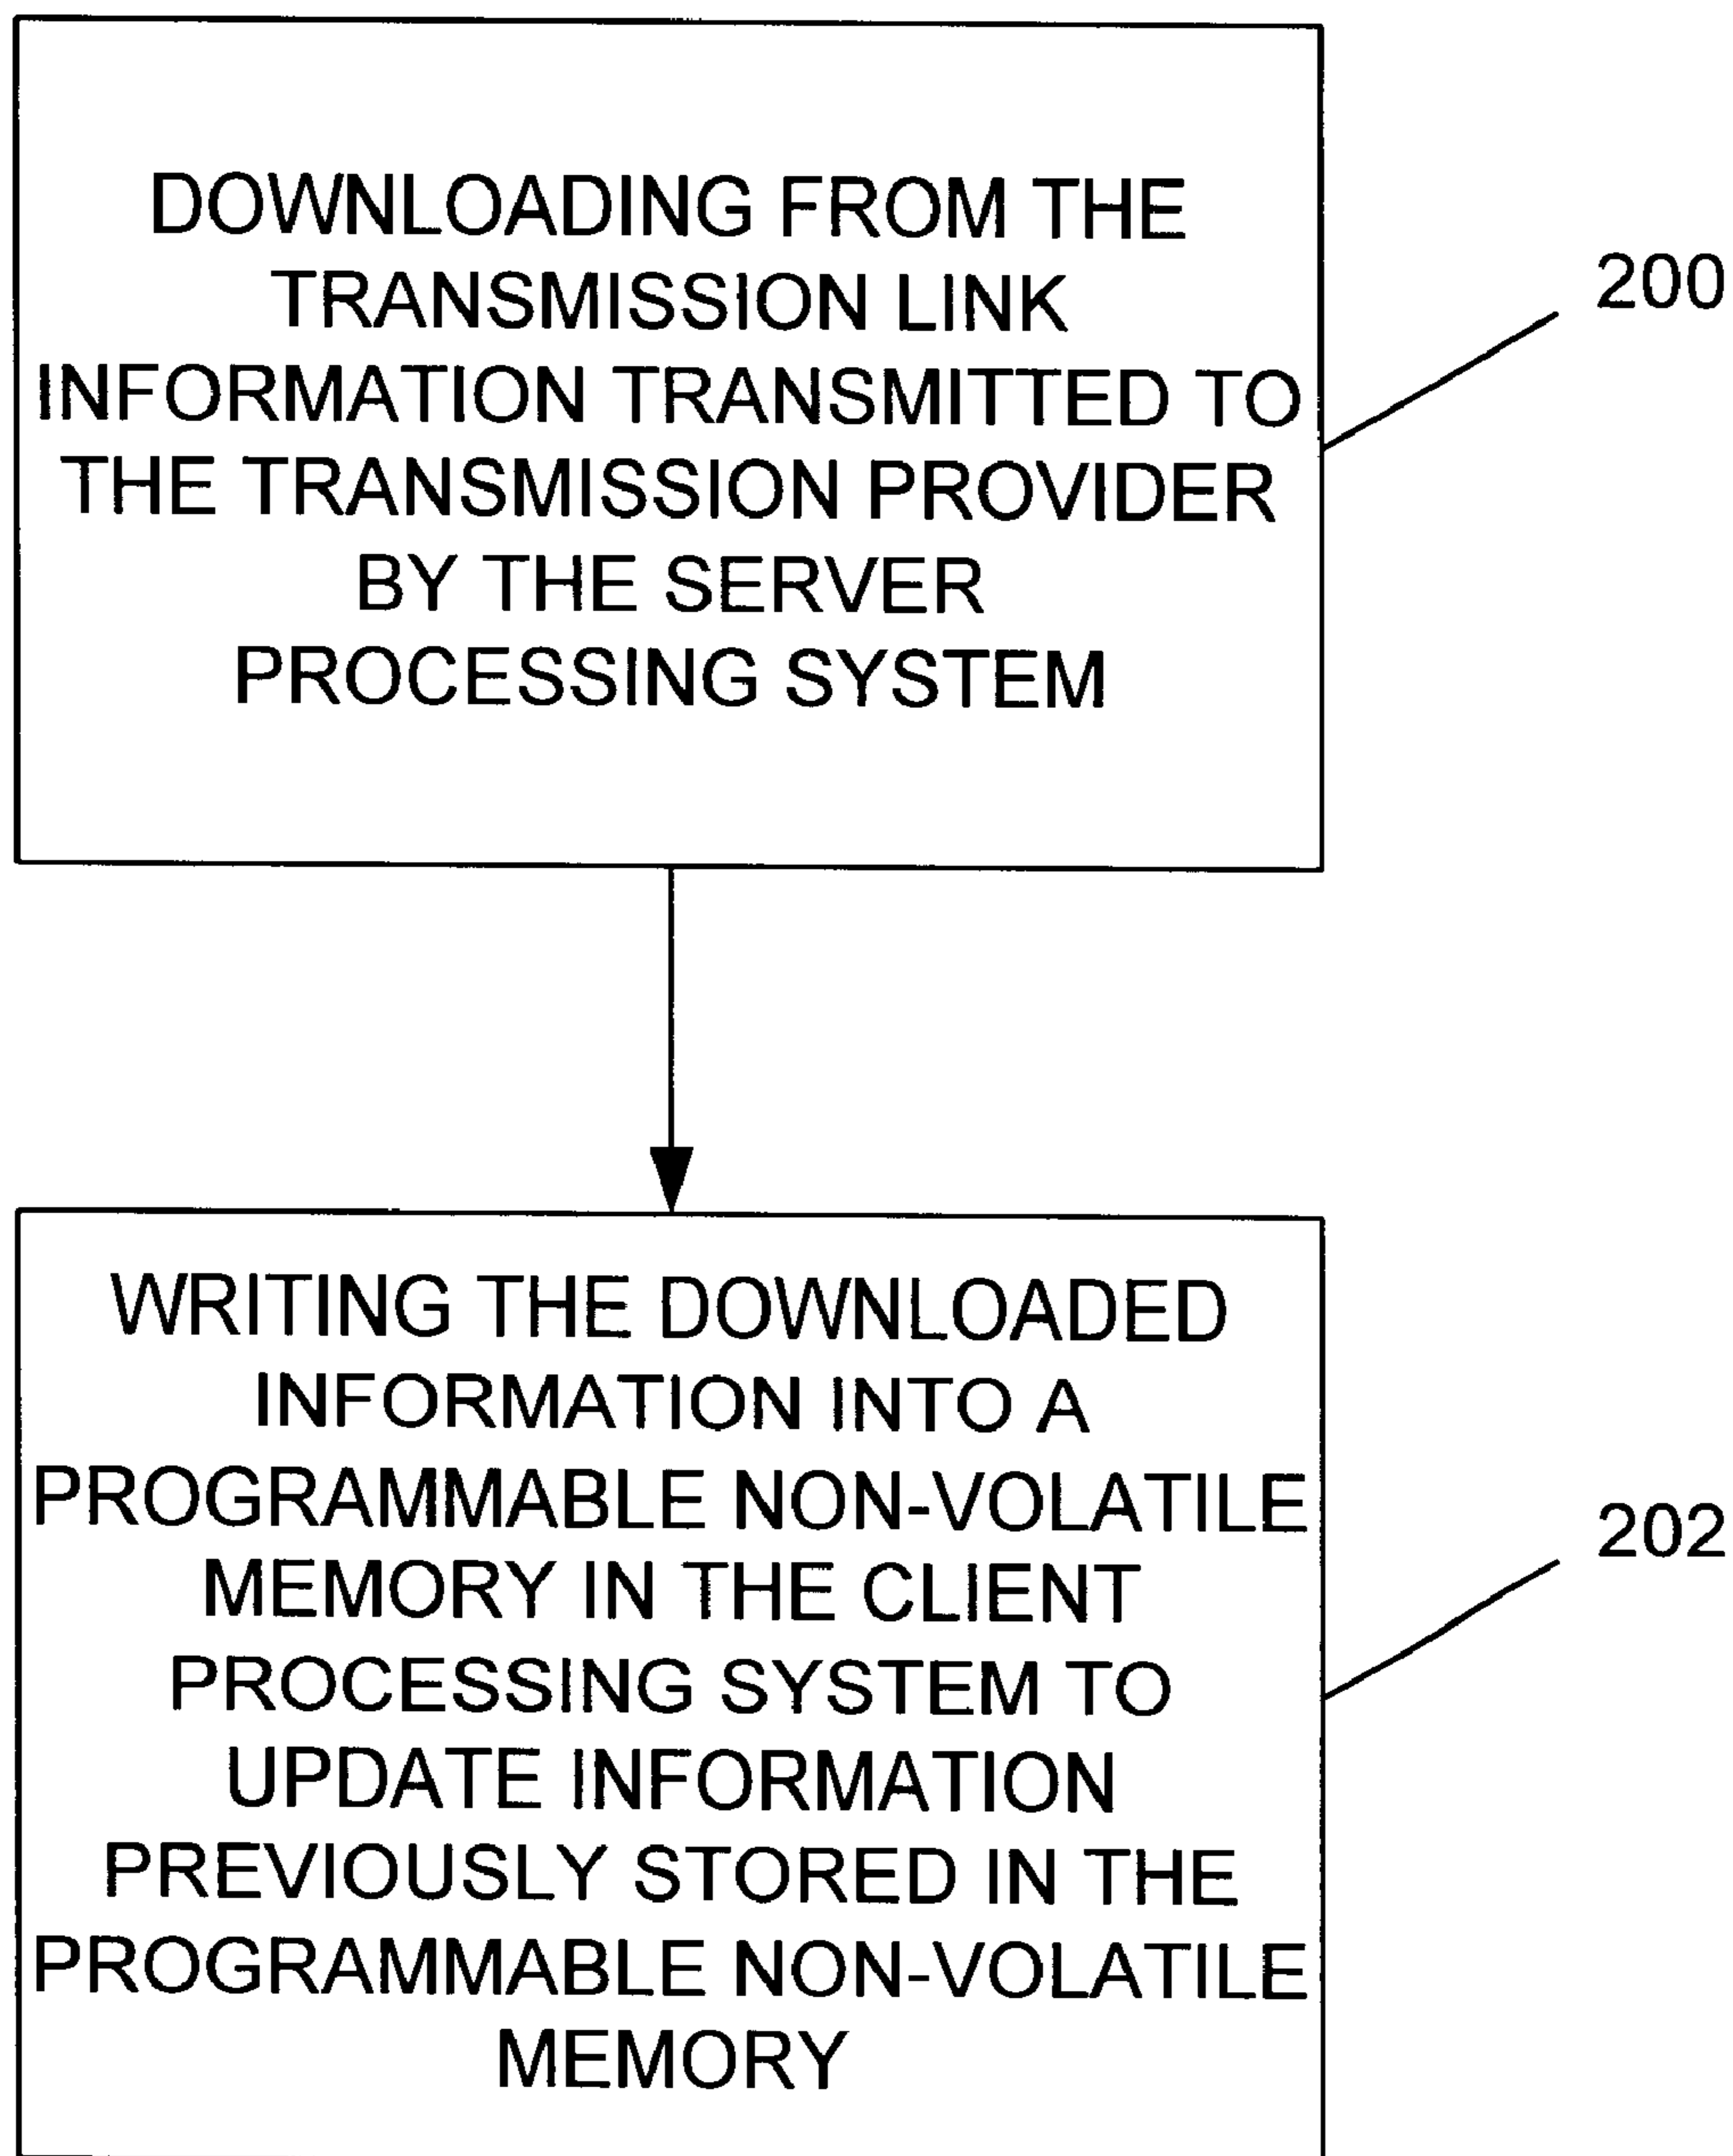 DOWNLOADING FROM THE
TRANSMISSION LINK
INFORMATION TRANSMITTED TO
THE TRANSMISSION PROVIDER
BY THE SERVER
PROCESSING SYSTEM
200
WRITING THE DOWNLOADED
INFORMATION INTO A
PROGRAMMABLE NON-VOLATILE
MEMORY IN THE CLIENT
PROCESSING SYSTEM TO
UPDATE INFORMATION
PREVIOUSLY STORED IN THE
PROGRAMMABLE NON-VOLATILE
MEMORY
202